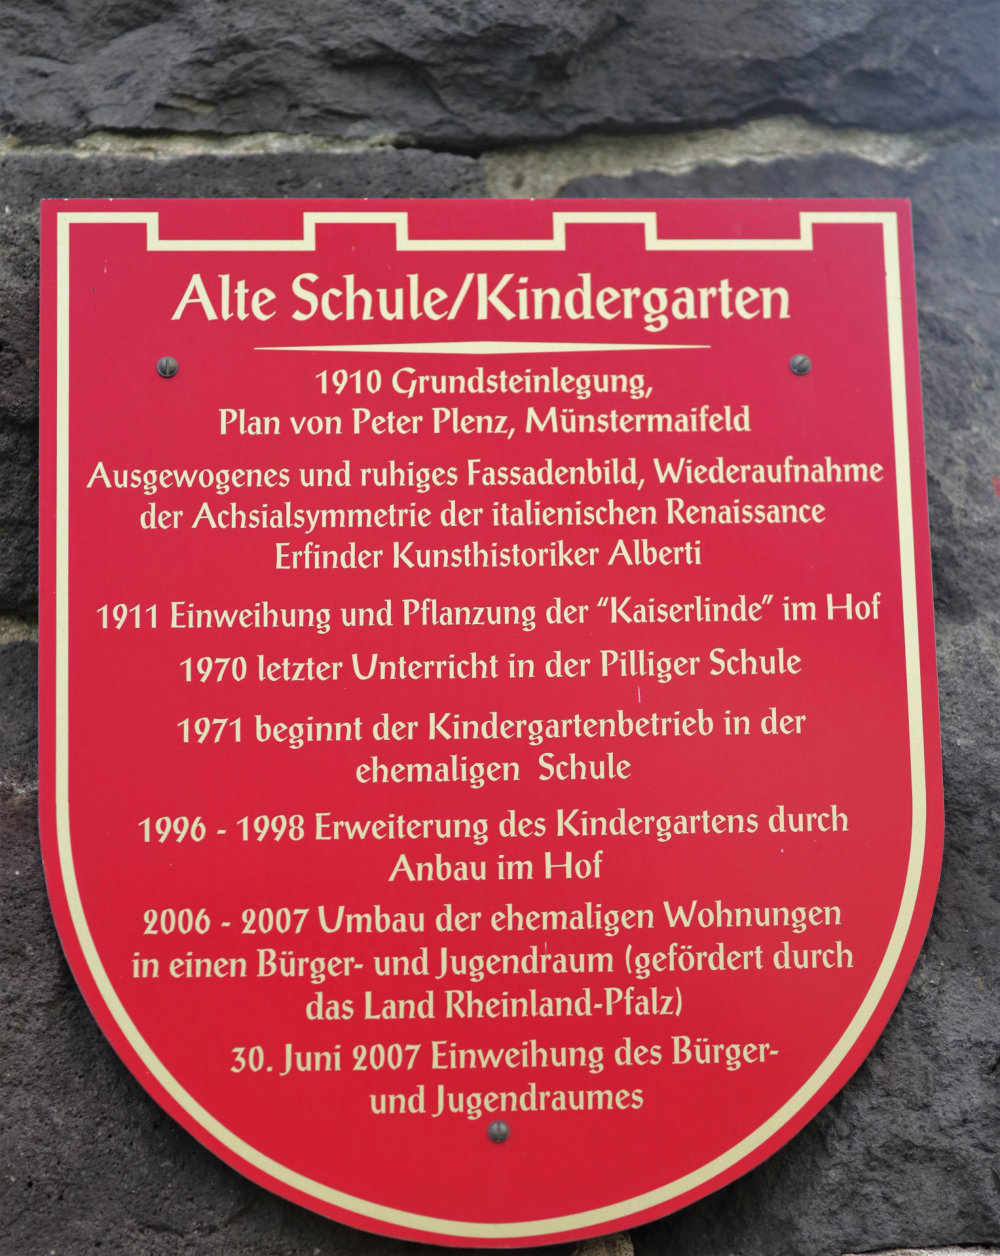 Alte Schule/Kindergarten
1910 Grundsteinlegung,
Plan von Peter Plenz, Münstermaifeld
Ausgewogenes und ruhiges Fassadenbild, Wiederaufnahme
der Achsialsymmetrie der italienischen Renaissance
Erfinder Kunsthistoriker Alberti
1911 Einweihung und Pflanzung der “Kaiserlinde” im Hof
1970 letzter Unterricht in der Pilliger Schule
1971 beginnt der Kindergartenbetrieb in der
ehemaligen Schule
1996 - 1998 Erweiterung des Kindergartens durch
Anbau im Hof
2006 - 2007 Umbau der ehemaligen Wohnungen
in einen Bürger- und Jugendraum (gefördert durch
das Land Rheinland-Pfalz)
30. Juni 2007 Einweihung des Bürger-
und Jugendraumes